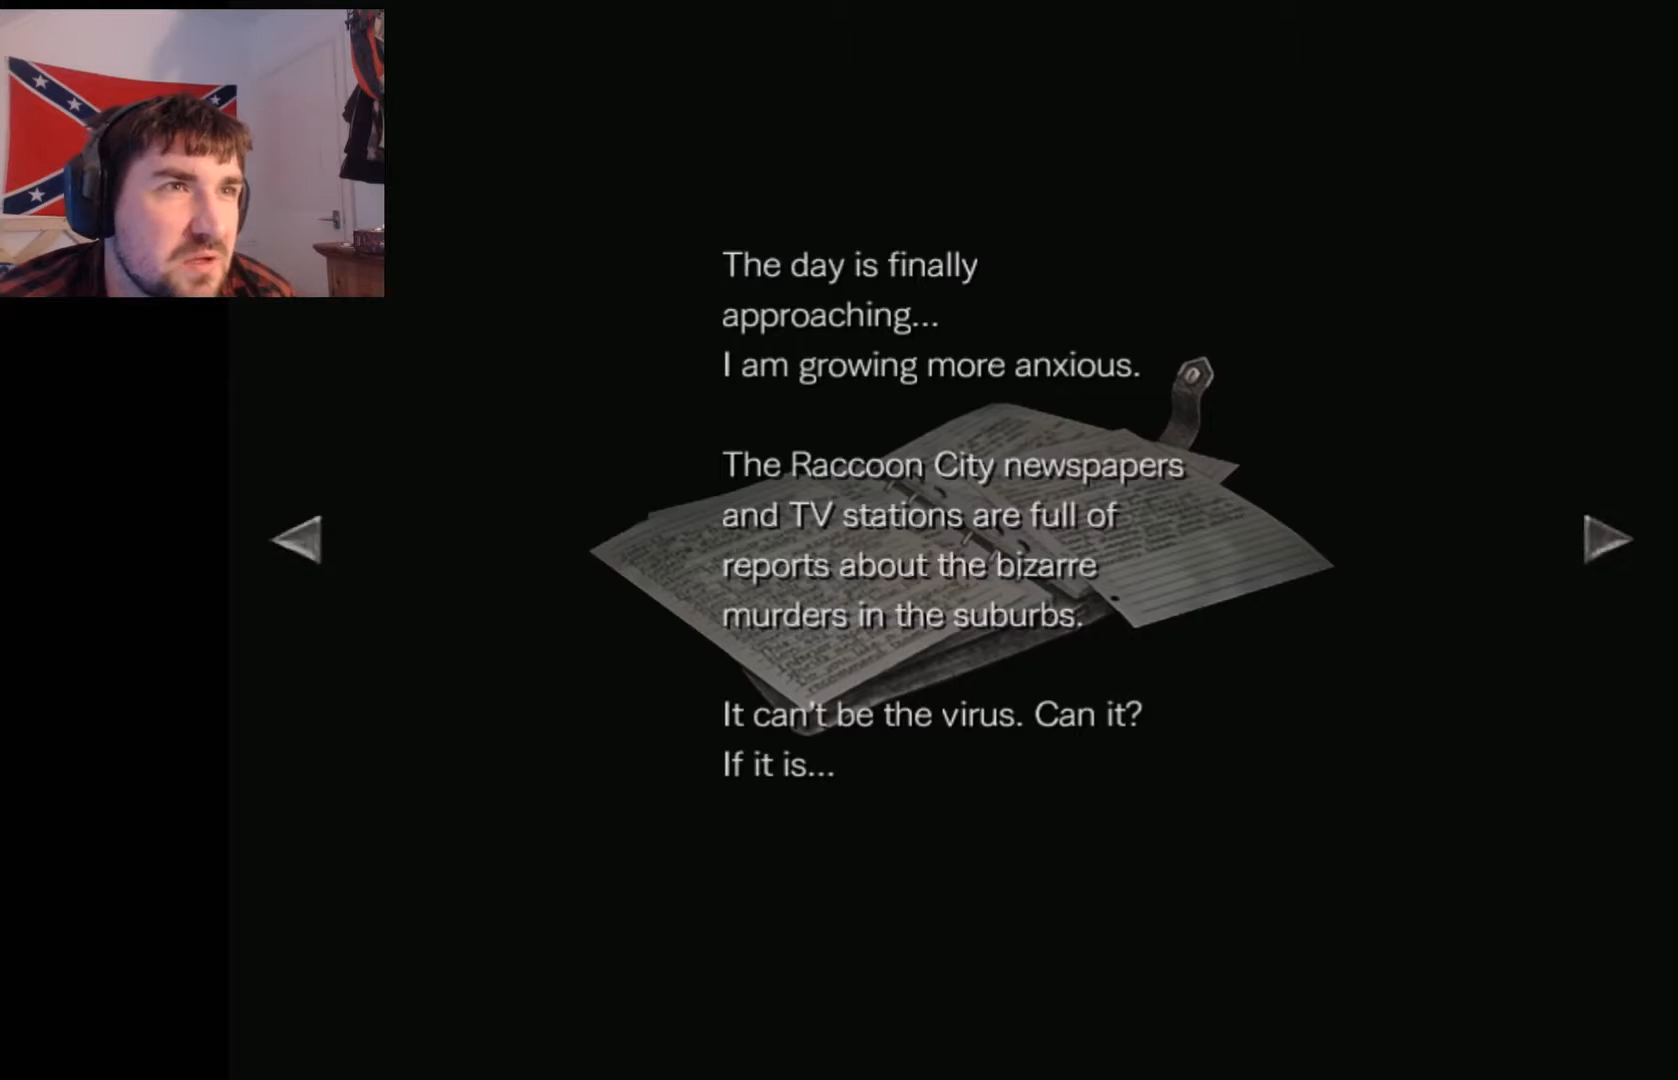 The day is finally
approaching...
I am growing more anxious.
The Raccoon City newspapers
and TV stations are full of
reports about the bizarre
murders in the suburbs.
It can't be the virus. Can it?
If it is...